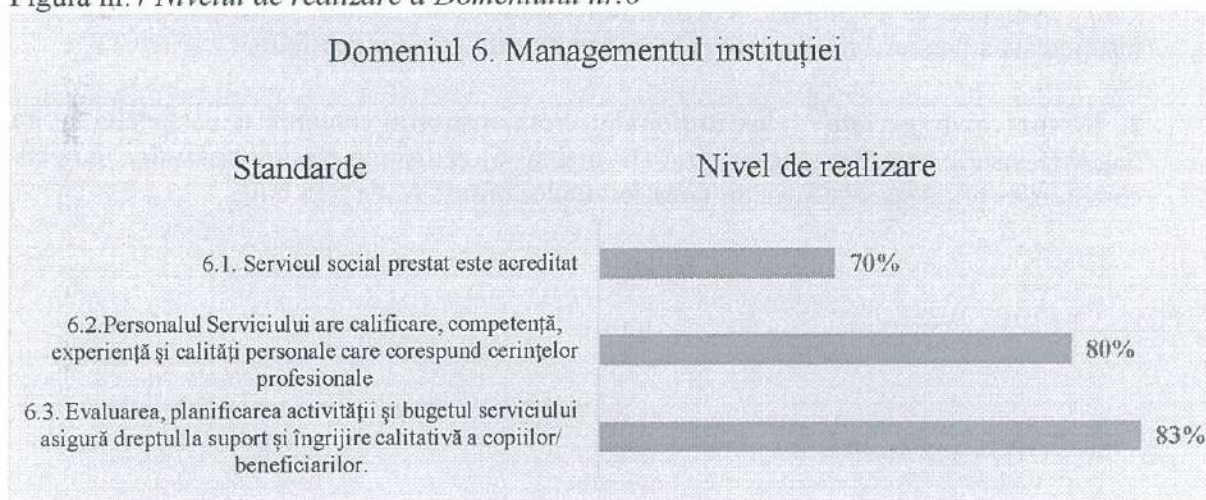 Domeniul 6. Managementul instituției
Standarde
Nivel de realizare
6.1. Servicul social prestat este acreditat
70%
6.2.Personalul Serviciului are calificare, competență,
experiență și calități personale care corespund cerințelor
profesionale
80%
6.3. Evaluarea, planificarea activității și bugetul serviciului
asigură dreptul la suport și îngrijire calitativă a copiilor/
beneficiarilor.
83%